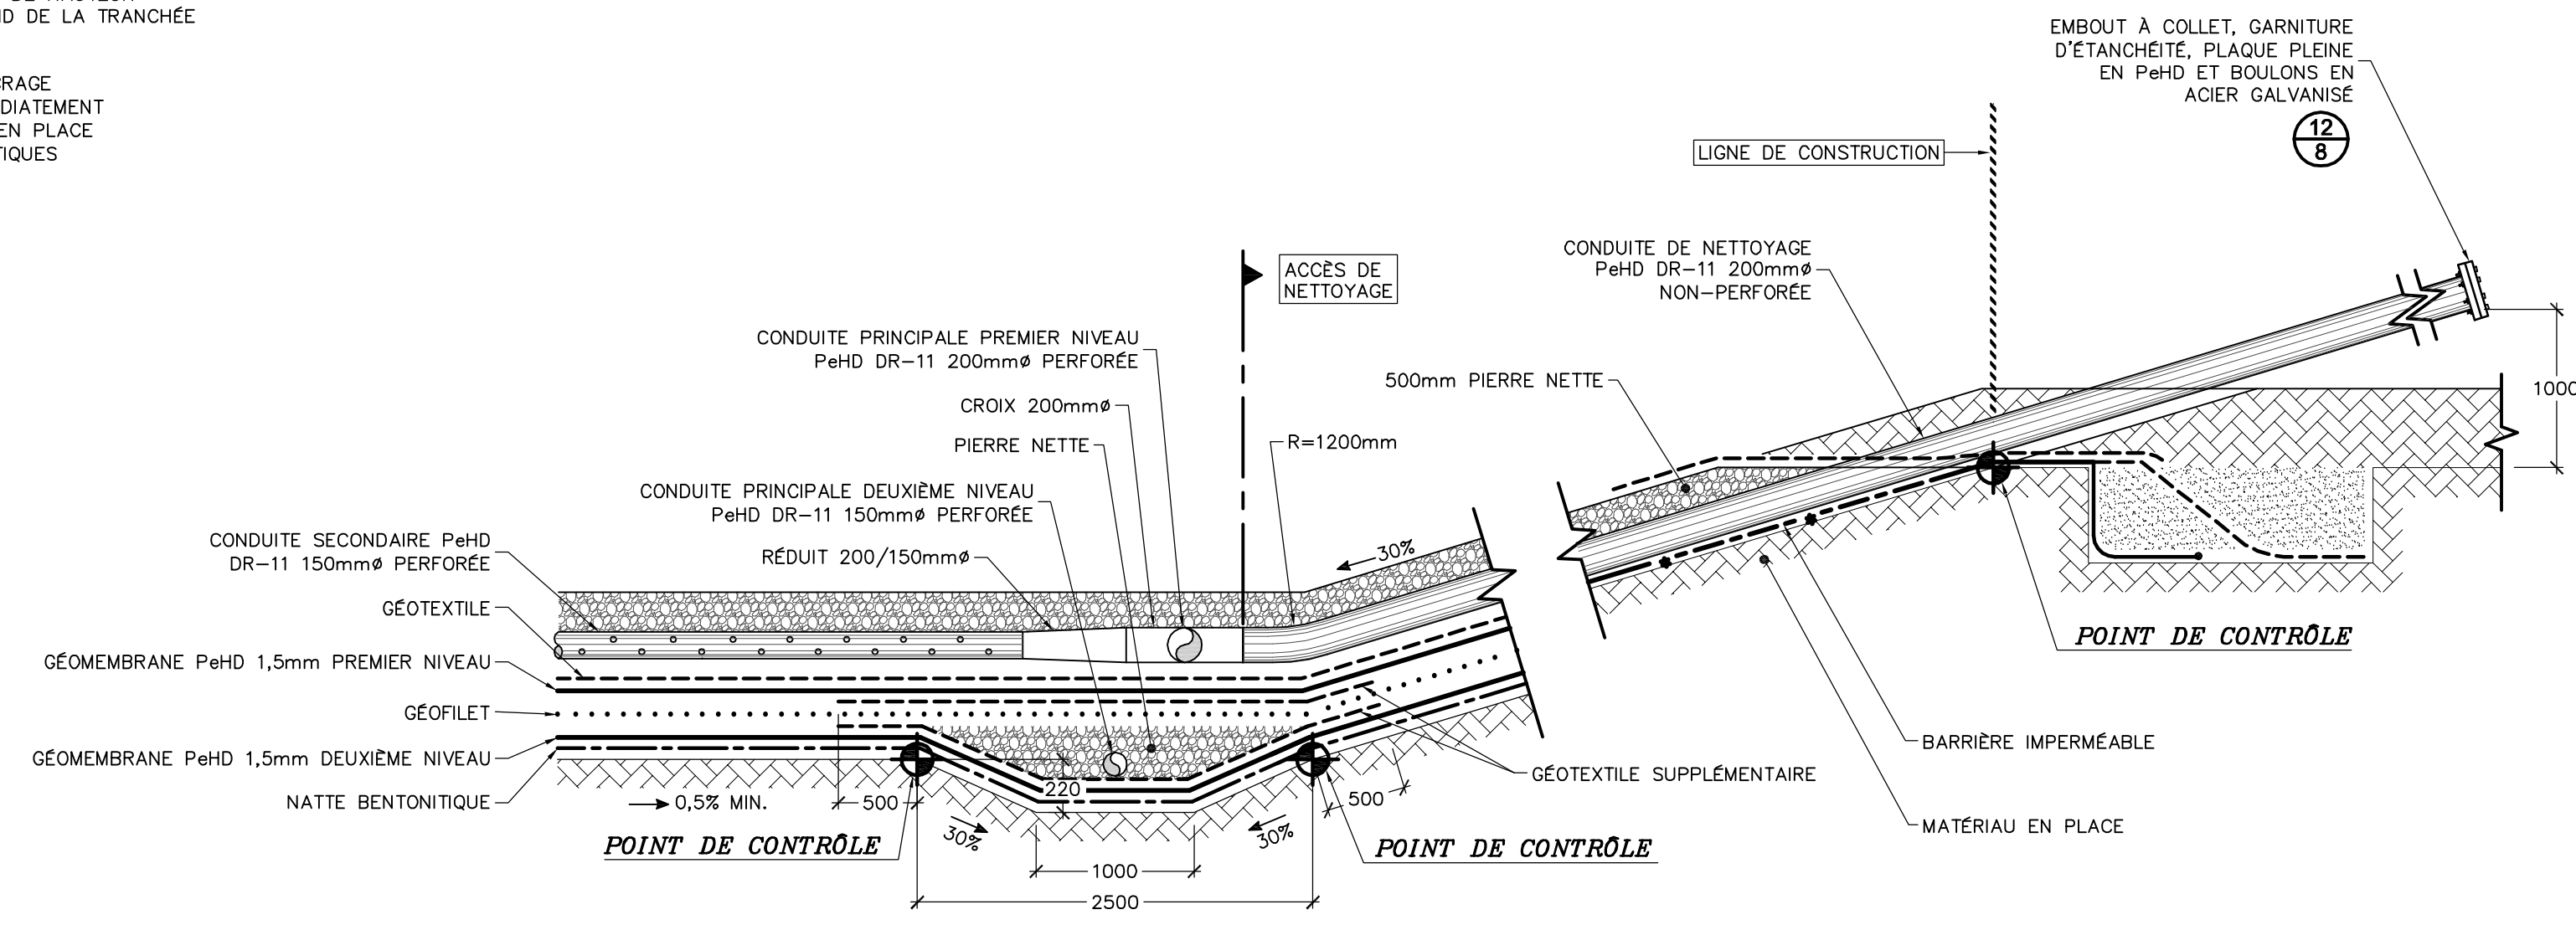 ND DE LA TRANCHÉE
EN PLACE
EMBOUT À COLLET, GARNITURE
D'ÉTANCHÉITÉ, PLAQUE PLEINE
EN PeHD ET BOULONS EN
ACIER GALVANISÉ
12
8
LIGNE DE CONSTRUCTION
ACCÈS DE
NETTOYAGE
CONDUITE DE NETTOYAGE
PeHD DR-11 200mmø
NON-PERFORÉE
1000
CONDUITE PRINCIPALE PREMIER NIVEAU
PeHD DR-11 200mmø PERFORÉE
500mm PIERRE NETTE
CROIX 200mmø
PIERRE NETTE
R=1200mm
CONDUITE PRINCIPALE DEUXIÈME NIVEAU
PeHD DR-11 150mmø PERFORÉE
CONDUITE SECONDAIRE PeHD
DR-11 150mmø PERFORÉE
RÉDUIT 200/150mmø
30%
GÉOTEXTILE
GÉOMEMBRANE PeHD 1,5mm PREMIER NIVEAU
GÉOFILET
GÉOMEMBRANE PeHD 1,5mm DEUXIÈME NIVEAU
NATTE BENTONITIQUE
0,5% MIN.
500
220
500
30%
30%
POINT DE CONTRÔLE
POINT DE CONTRÔLE
POINT DE CONTRÔLE
1000
2500
BARRIÈRE IMPERMÉABLE
GÉOTEXTILE SUPPLÉMENTAIRE
MATÉRIAU EN PLACE